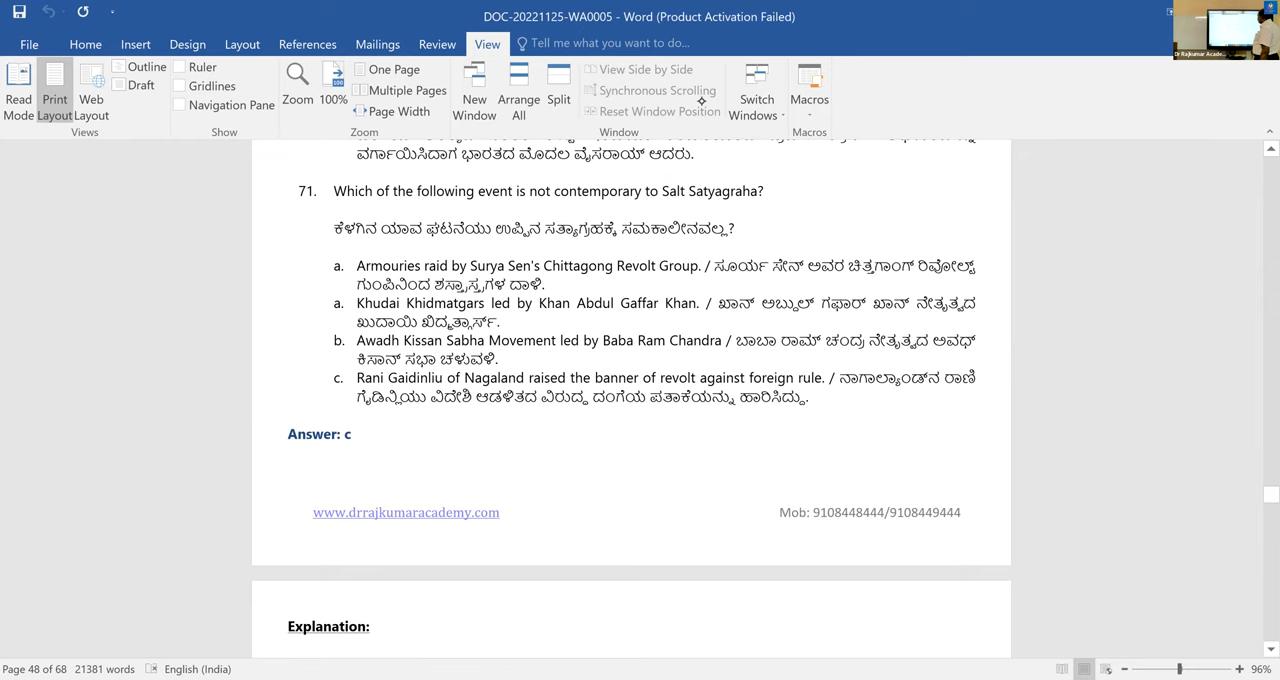 DOC-20221125-WA0005 - Word (Product Activation Failed)
File Home Insert Design Layout References Mailings Review View Tell me what you want to do...
Read Mode Print Layout Web Layout Outline Draft Views
Ruler Gridlines Navigation Pane Show
Zoom 100% One Page Multiple Pages Page Width Zoom
New Window Arrange All Split View Side by Side Synchronous Scrolling Reset Window Position Window
Switch Windows Macros Macros
ವರ್ಗಾಯಿಸಿದಾಗ ಭಾರತದ ಮೊದಲ ವೈಸರಾಯ್ ಆದರು.
71. Which of the following event is not contemporary to Salt Satyagraha?
ಕೆಳಗಿನ ಯಾವ ಘಟನೆಯು ಉಪ್ಪಿನ ಸತ್ಯಾಗ್ರಹಕ್ಕೆ ಸಮಕಾಲೀನವಲ್ಲ?
a. Armouries raid by Surya Sen's Chittagong Revolt Group. / ಸೂರ್ಯ ಸೇನ್ ಅವರ ಚಿತ್ತಗಾಂಗ್ ರಿವೋಲ್ಟ್
ಗುಂಪಿನಿಂದ ಶಸ್ತ್ರಾಸ್ತ್ರಗಳ ದಾಳಿ.
a. Khudai Khidmatgars led by Khan Abdul Gaffar Khan. / ಖಾನ್ ಅಬ್ದುಲ್ ಗಫಾರ್ ಖಾನ್ ನೇತೃತ್ವದ
ಖುದಾಯಿ ಖಿದ್ಮತ್ಗಾರ್ಸ್.
b. Awadh Kissan Sabha Movement led by Baba Ram Chandra / ಬಾಬಾ ರಾಮ್ ಚಂದ್ರ ನೇತೃತ್ವದ ಅವಧ್
ಕಿಸಾನ್ ಸಭಾ ಚಳುವಳಿ.
c. Rani Gaidinliu of Nagaland raised the banner of revolt against foreign rule. / ನಾಗಾಲ್ಯಾಂಡ್‌ನ ರಾಣಿ
ಗೈಡಿನ್ಲಿಯು ವಿದೇಶಿ ಆಡಳಿತದ ವಿರುದ್ಧ ದಂಗೆಯ ಪತಾಕೆಯನ್ನು ಹಾರಿಸಿದ್ದು.
Answer: c
www.drrajkumaracademy.com Mob: 9108448444/9108449444
Explanation:
Page 48 of 68 21381 words English (India) 96%